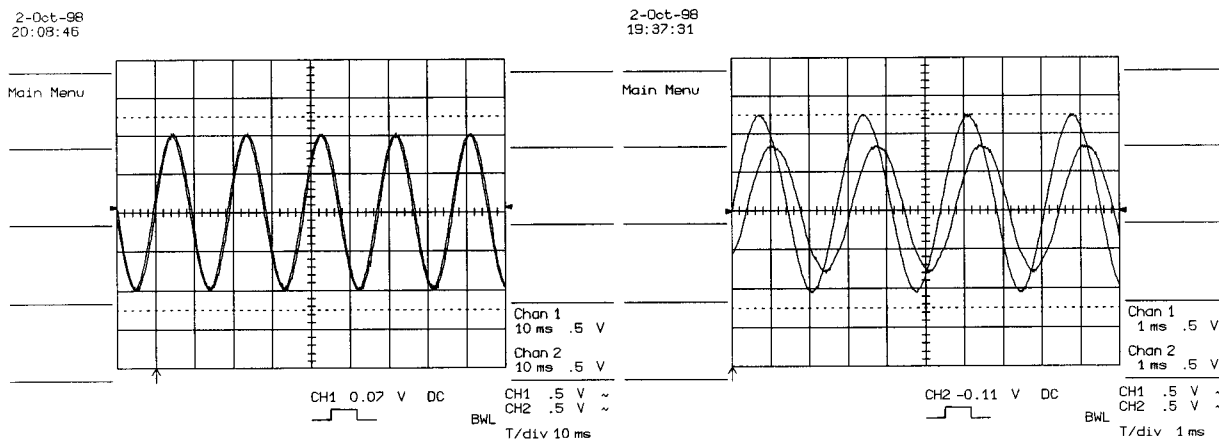 2-Oct-98
20:08:46
Main Menu
Chan 1
10 ms .5 V
Chan 2
10 ms .5 V
CH1 0.07 V DC
CH1 .5 V ~
CH2 .5 V ~
BWL
T/div 10 ms
2-Oct-98
19:37:31
Main Menu
Chan 1
1 ms .5 V
Chan 2
1 ms .5 V
CH2 -0.11 V DC
CH1 .5 V ~
CH2 .5 V ~
BWL
T/div 1 ms